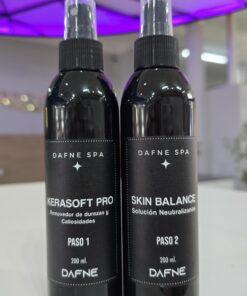 DAFNE SPA
KERASOFT PRO
Removedor de durezas y
Callosidades
PASO 1
200 ml.
DAFNE
DAFNE SPA
SKIN BALANCE
Solución Neutralizante
PASO 2
200 ml.
DAFNE